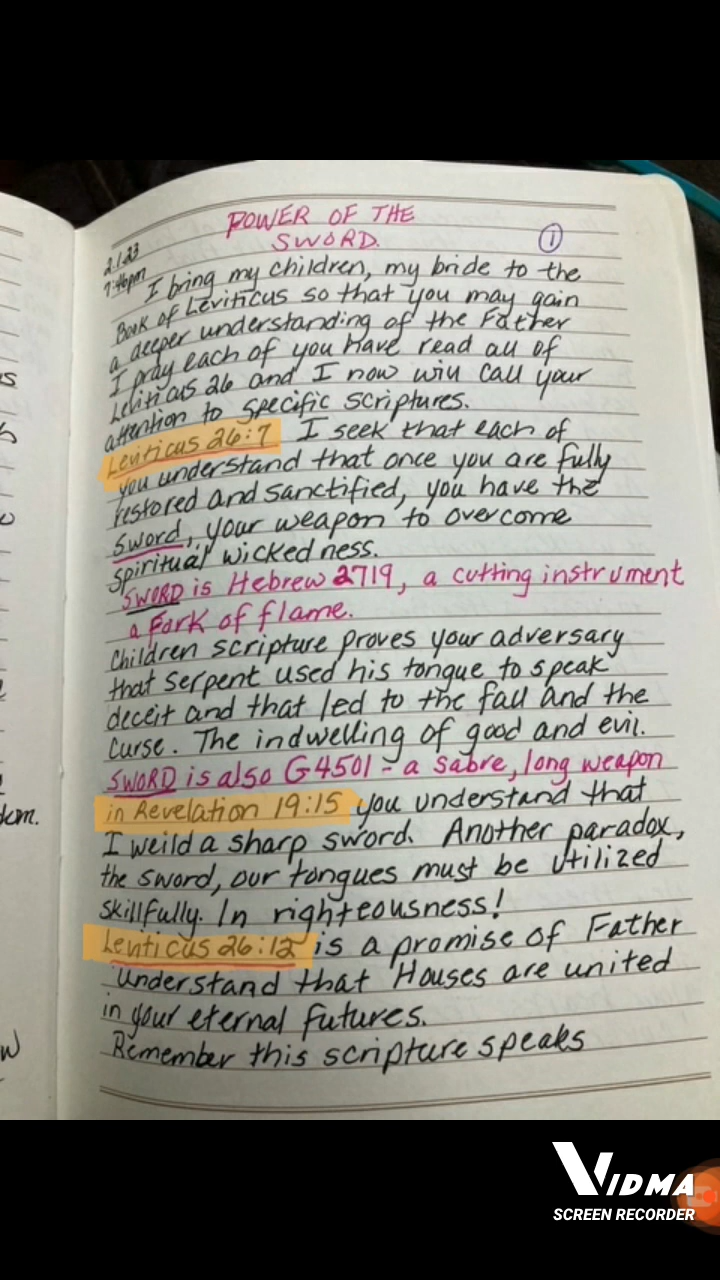 POWER OF THE
SWORD.
1
2/23
7:46pm
I bring my children, my bride to the
Book of Leviticus so that you may gain
a deeper understanding of the Father
I pray each of you have read all of
Leviticus 26 and I now will call your
attention to specific scriptures.
Leviticus 26:7 I seek that each of
you understand that once you are fully
restored and sanctified, you have the
sword, your weapon to overcome
spiritual wickedness.
SWORD is Hebrew 2719, a cutting instrument
a fork of flame.
Children scripture proves your adversary
that serpent used his tongue to speak
deceit and that led to the fall and the
curse. The indwelling of good and evil.
SWORD is also G4501 - a sabre, long weapon
in Revelation 19:15 you understand that
I weild a sharp sword. Another paradox,
the sword, our tongues must be utilized
skillfully. In righteousness!
Leviticus 26:12 is a promise of Father
understand that Houses are united
in your eternal futures.
Remember this scripture speaks
VIDMA
SCREEN RECORDER